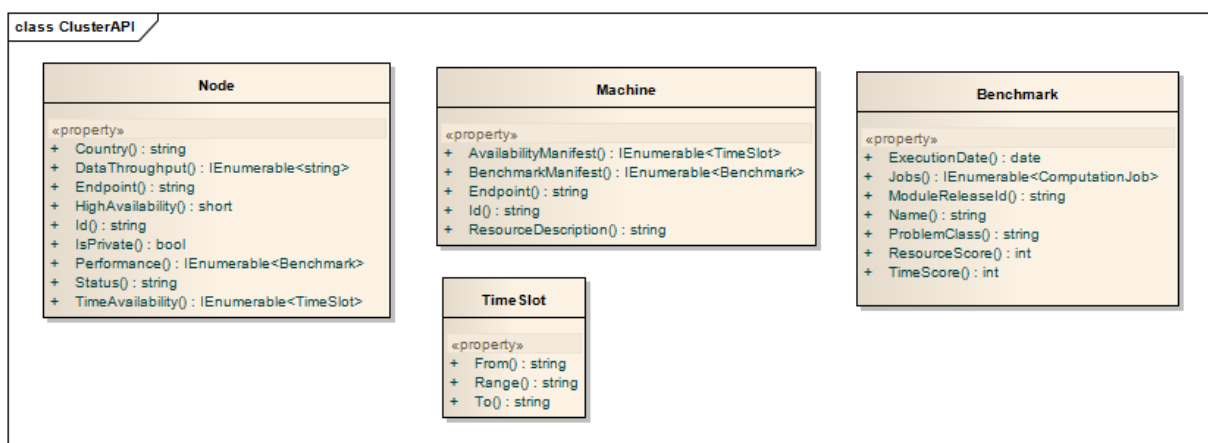 class ClusterAPI
Node
«property»
+ Country() : string
+ DataThroughput() : IEnumerable<string>
+ Endpoint() : string
+ HighAvailability() : short
+ Id() : string
+ IsPrivate() : bool
+ Performance() : IEnumerable<Benchmark>
+ Status() : string
+ TimeAvailability() : IEnumerable<TimeSlot>
Machine
«property»
+ AvailabilityManifest() : IEnumerable<TimeSlot>
+ BenchmarkManifest() : IEnumerable<Benchmark>
+ Endpoint() : string
+ Id() : string
+ ResourceDescription() : string
Benchmark
«property»
+ ExecutionDate() : date
+ Jobs() : IEnumerable<ComputationJob>
+ ModuleReleaseId() : string
+ Name() : string
+ ProblemClass() : string
+ ResourceScore() : int
+ TimeScore() : int
TimeSlot
«property»
+ From() : string
+ Range() : string
+ To() : string